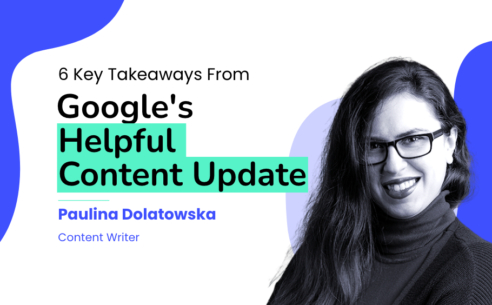 6 Key Takeaways From
Google's
Helpful
Content Update
Paulina Dolatowska
Content Writer